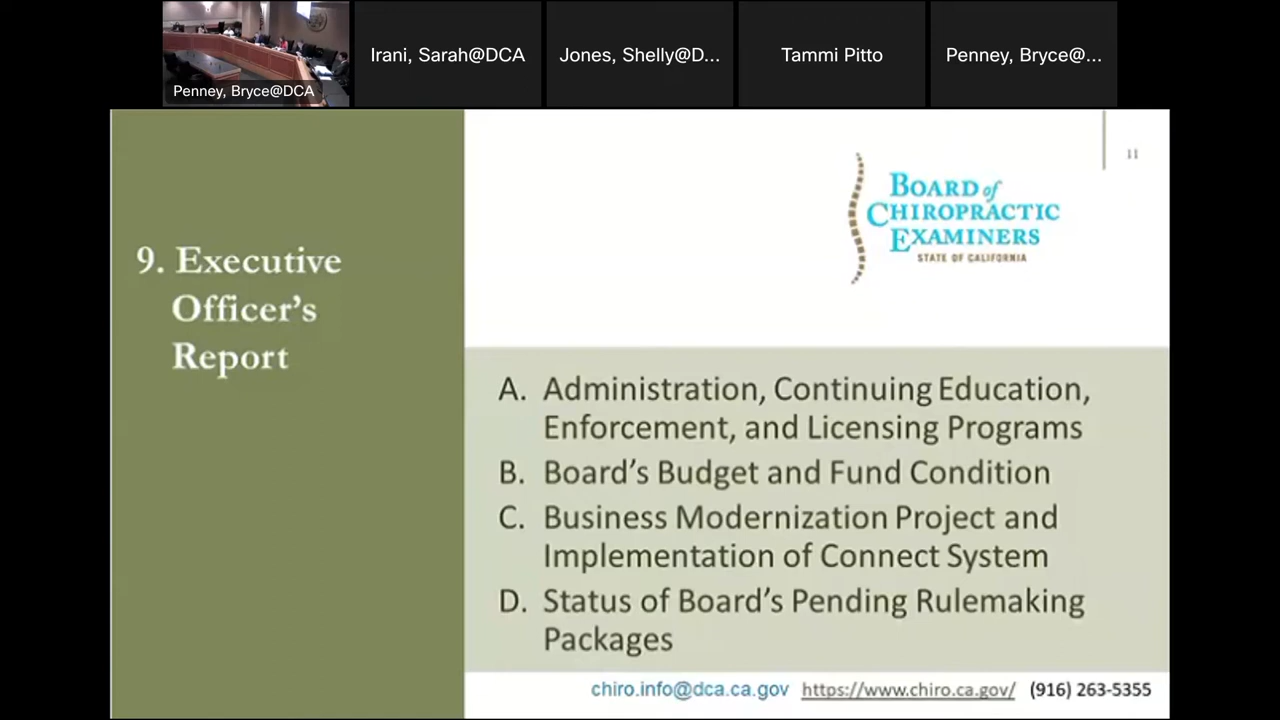 Penney, Bryce@DCA
Irani, Sarah@DCA
Jones, Shelly@D...
Tammi Pitto
Penney, Bryce@...
11
BOARD of
CHIROPRACTIC
EXAMINERS
STATE OF CALIFORNIA
9. Executive
Officer's
Report
A. Administration, Continuing Education,
Enforcement, and Licensing Programs
B. Board's Budget and Fund Condition
C. Business Modernization Project and
Implementation of Connect System
D. Status of Board's Pending Rulemaking
Packages
chiro.info@dca.ca.gov https://www.chiro.ca.gov/ (916) 263-5355